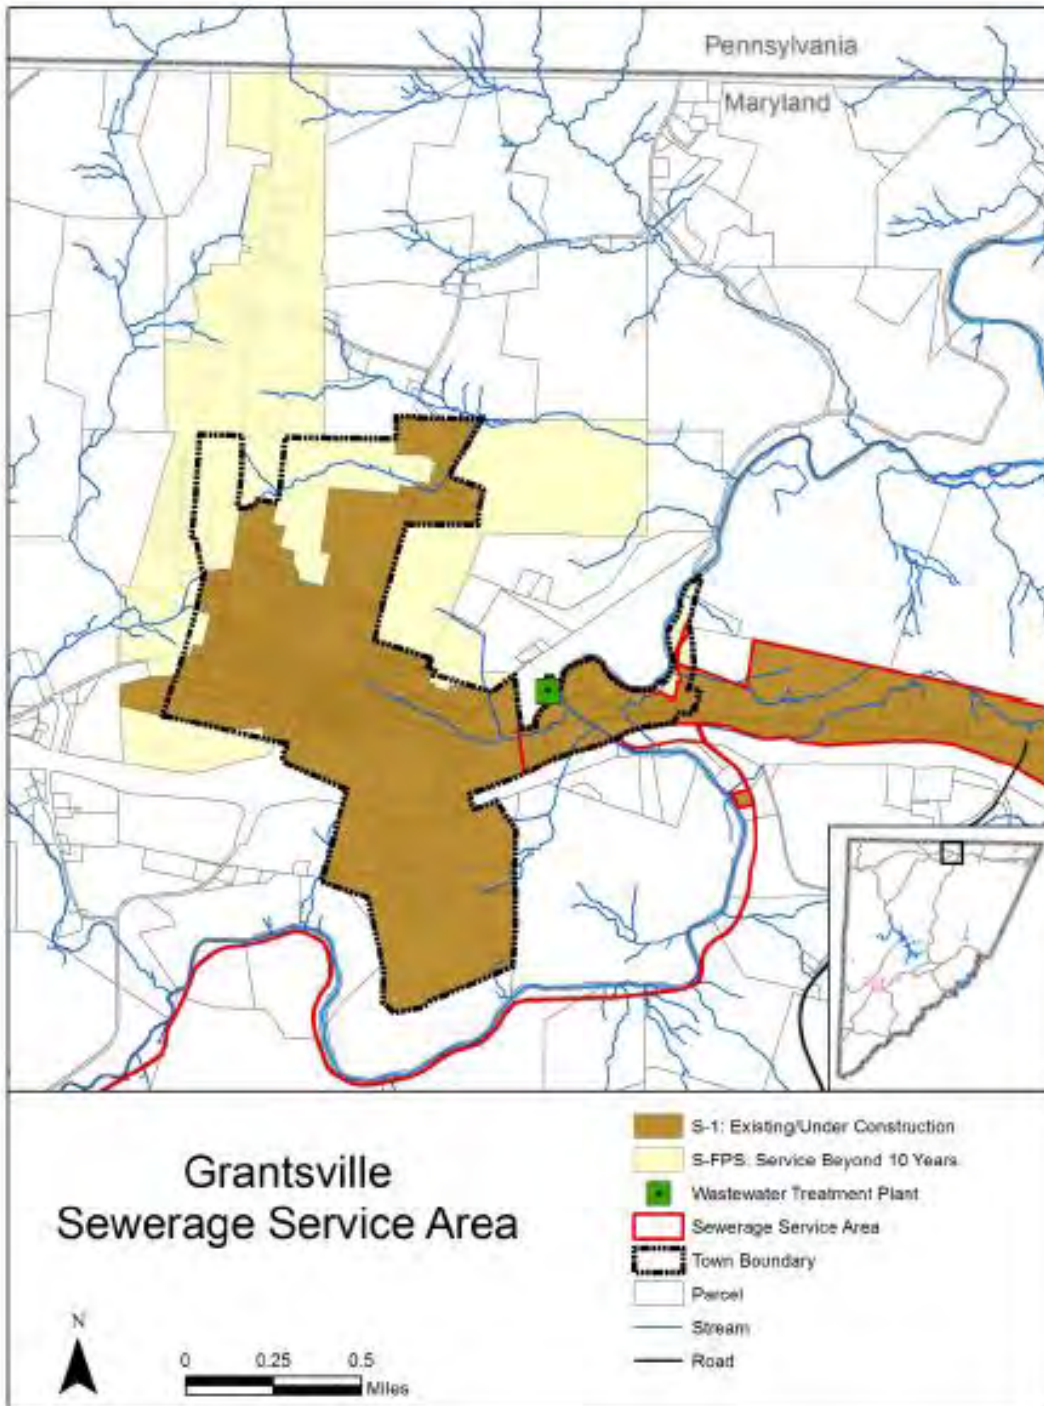 Pennsylvania
Maryland
Grantsville
Sewerage Service Area
N
0 0.25 0.5
Miles
S-1: Existing/Under Construction
S-FPS: Service Beyond 10 Years
Wastewater Treatment Plant
Sewerage Service Area
Town Boundary
Parcel
Stream
Road